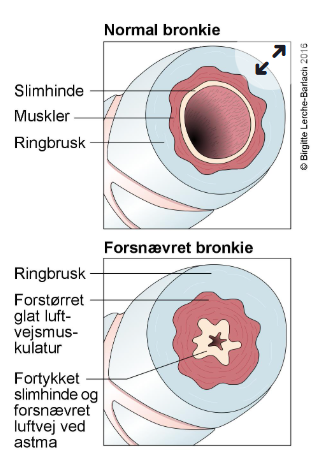 Normal bronkie
Slimhinde
Muskler
Ringbrusk
© Birgitte Lerche-Barlach 2016
Forsnævret bronkie
Ringbrusk
Forstørret
glat luft-
vejsmus-
kulatur
Fortykket
slimhinde og
forsnævret
luftvej ved
astma